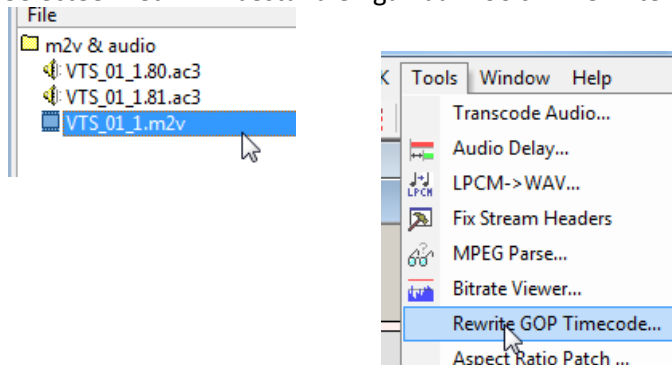 File
m2v & audio
VTS_01_1.80.ac3
VTS_01_1.81.ac3
VTS_01_1.m2v
Tools Window Help
Transcode Audio...
Audio Delay...
LPCM->WAV...
LPCM
Fix Stream Headers
MPEG Parse...
Bitrate Viewer...
Rewrite GOP Timecode...
Aspect Ratio Patch ...